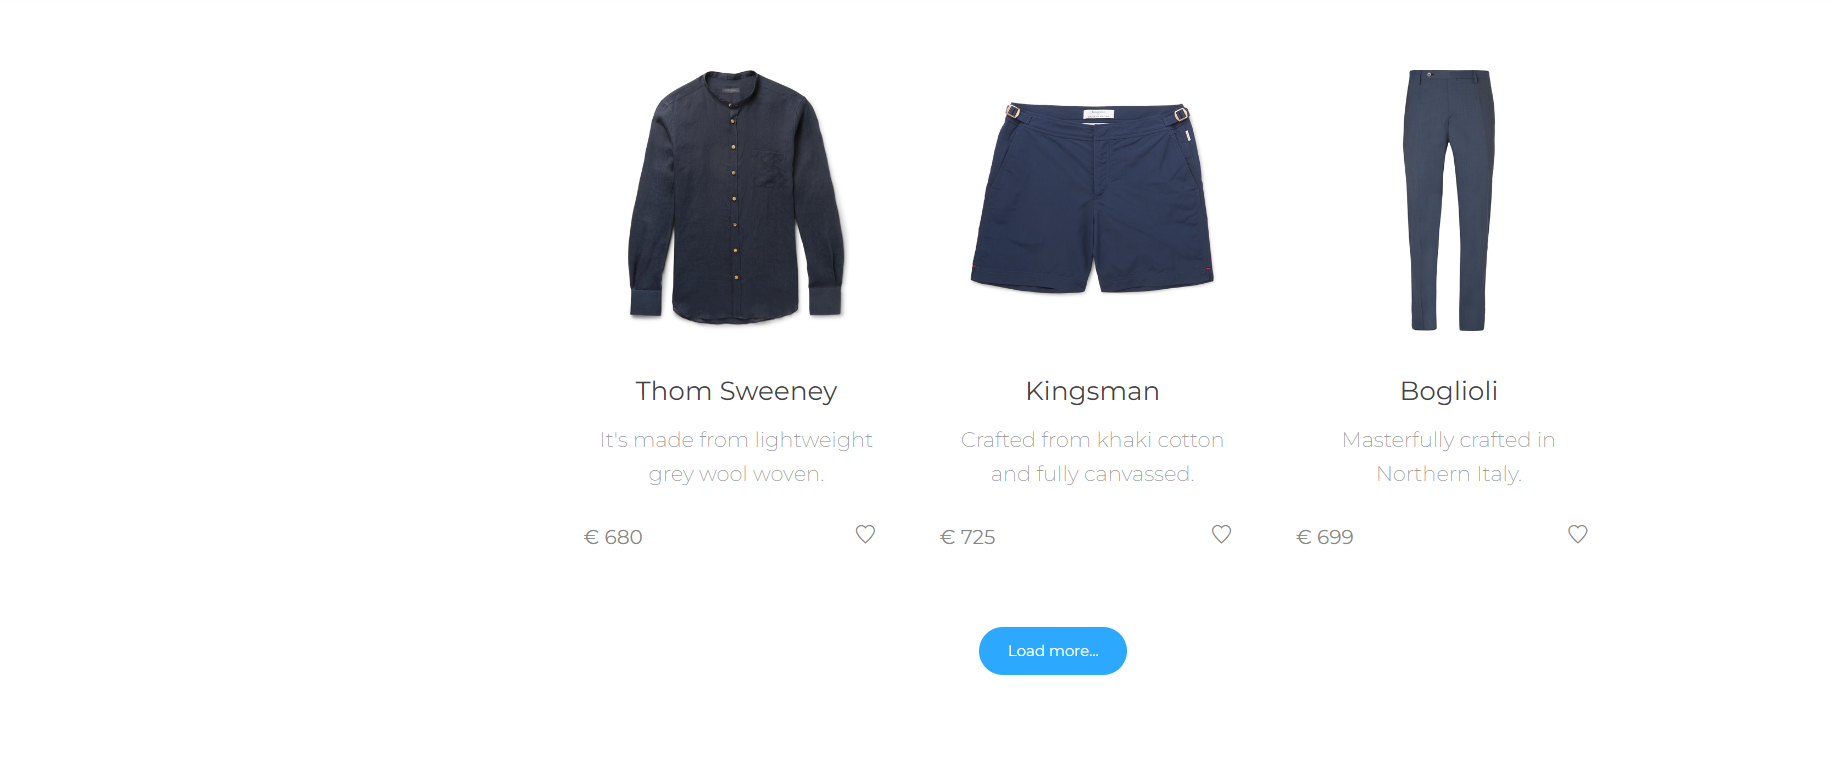 Thom Sweeney
It's made from lightweight
grey wool woven.
€ 680
Kingsman
Crafted from khaki cotton
and fully canvassed.
€ 725
Boglioli
Masterfully crafted in
Northern Italy.
€ 699
Load more...